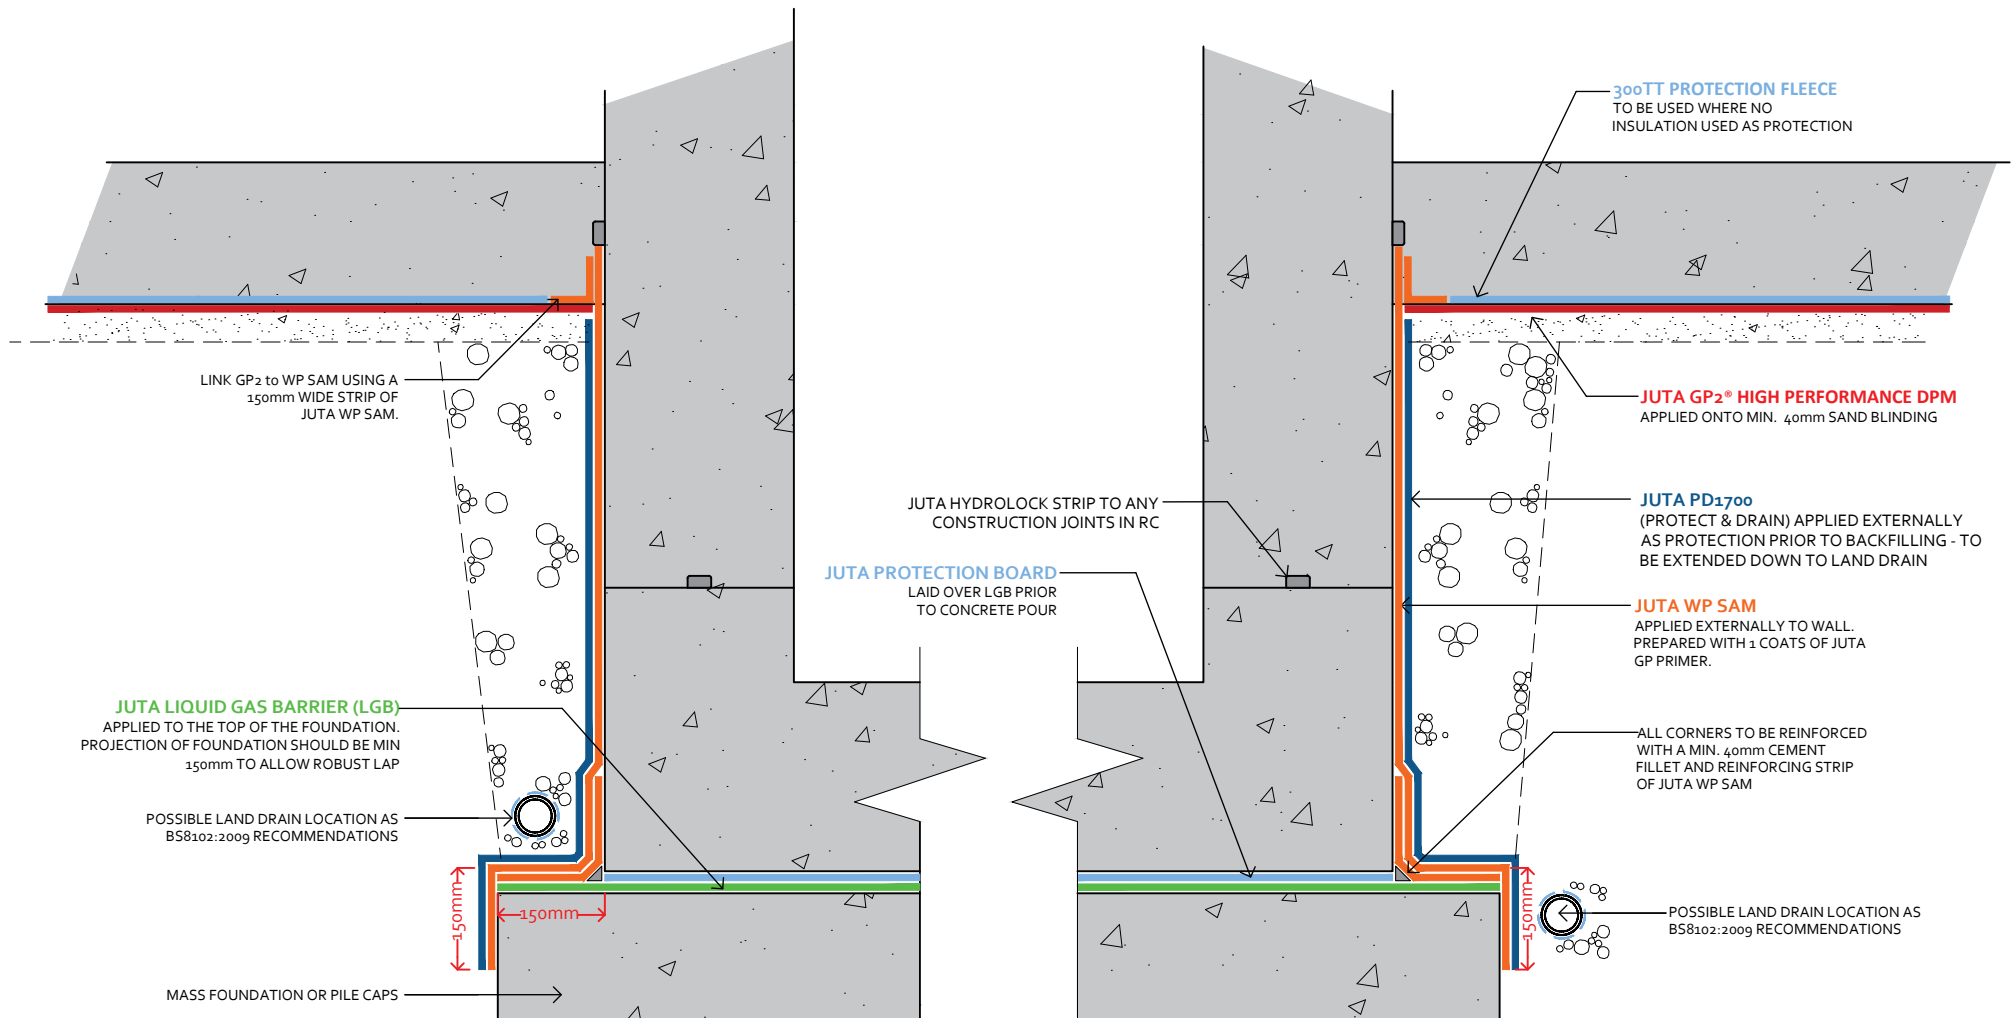 300TT PROTECTION FLEECE
TO BE USED WHERE NO
INSULATION USED AS PROTECTION
LINK GP2 to WP SAM USING A
150mm WIDE STRIP OF
JUTA WP SAM.
JUTA GP2® HIGH PERFORMANCE DPM
APPLIED ONTO MIN. 40mm SAND BLINDING
JUTA HYDROLOCK STRIP TO ANY
CONSTRUCTION JOINTS IN RC
JUTA PD1700
(PROTECT & DRAIN) APPLIED EXTERNALLY
AS PROTECTION PRIOR TO BACKFILLING - TO
BE EXTENDED DOWN TO LAND DRAIN
JUTA PROTECTION BOARD
LAID OVER LGB PRIOR
TO CONCRETE POUR
JUTA WP SAM
APPLIED EXTERNALLY TO WALL.
PREPARED WITH 1 COATS OF JUTA
GP PRIMER.
JUTA LIQUID GAS BARRIER (LGB)
APPLIED TO THE TOP OF THE FOUNDATION.
PROJECTION OF FOUNDATION SHOULD BE MIN
150mm TO ALLOW ROBUST LAP
ALL CORNERS TO BE REINFORCED
WITH A MIN. 40mm CEMENT
FILLET AND REINFORCING STRIP
OF JUTA WP SAM
POSSIBLE LAND DRAIN LOCATION AS
BS8102:2009 RECOMMENDATIONS
150mm
150mm
150mm
POSSIBLE LAND DRAIN LOCATION AS
BS8102:2009 RECOMMENDATIONS
MASS FOUNDATION OR PILE CAPS